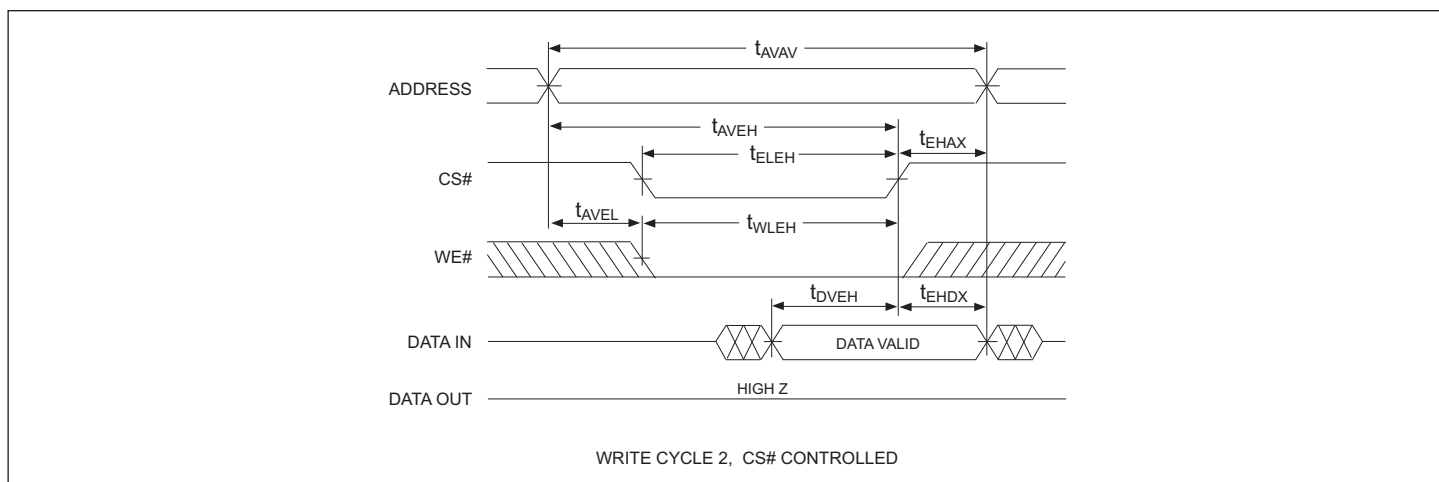 tAVAV
ADDRESS
tAVEH
tELEH
tEHAX
CS#
tAVEL
tWLEH
WE#
tDVEH
tEHDX
DATA IN
DATA VALID
DATA OUT
HIGH Z
WRITE CYCLE 2, CS# CONTROLLED